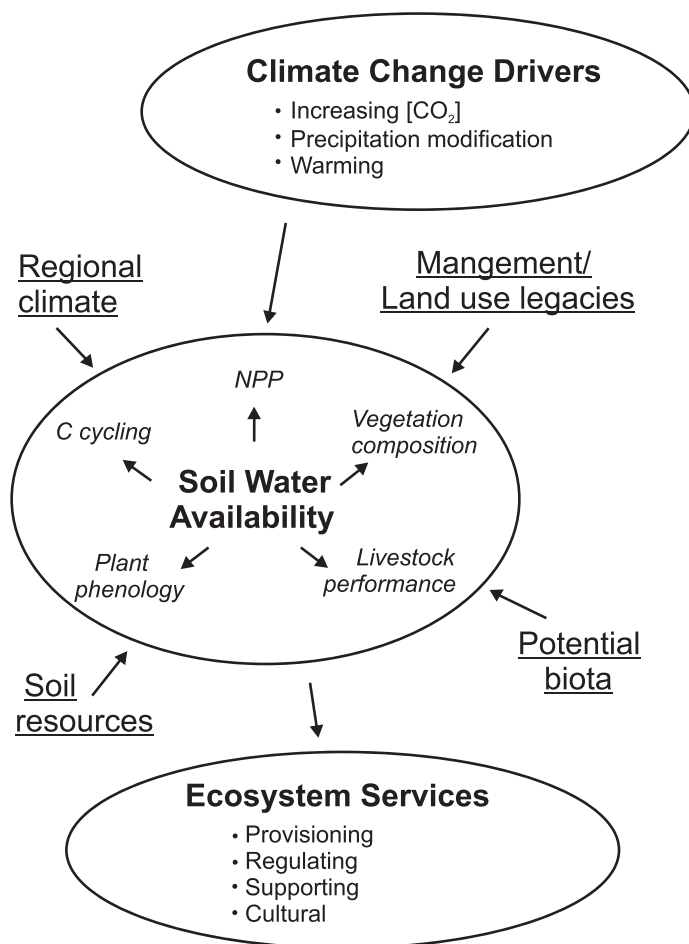 Climate Change Drivers
• Increasing [CO₂]
• Precipitation modification
• Warming
Regional
climate
Mangement/
Land use legacies
NPP
C cycling
Vegetation
composition
Soil Water
Availability
Plant
phenology
Livestock
performance
Potential
biota
Soil
resources
Ecosystem Services
• Provisioning
• Regulating
• Supporting
• Cultural